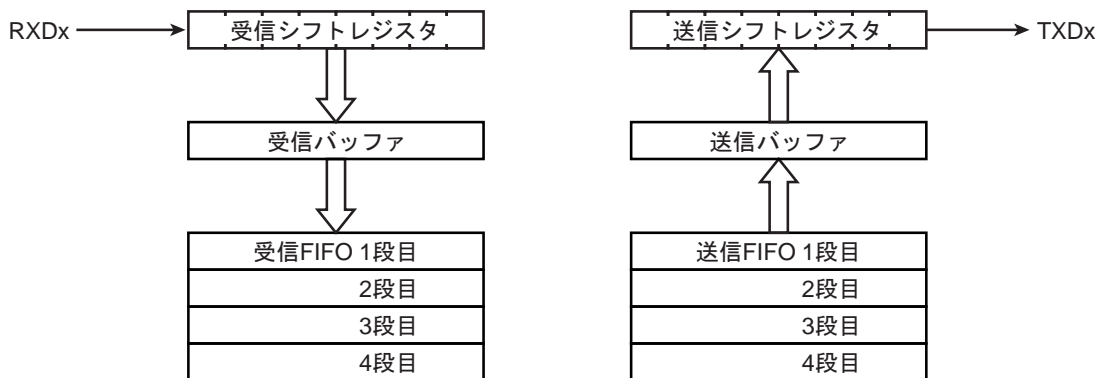 RXDx
受信シフトレジスタ
受信バッファ
受信FIFO 1段目
2段目
3段目
4段目
送信シフトレジスタ
TXDx
送信バッファ
送信FIFO 1段目
2段目
3段目
4段目